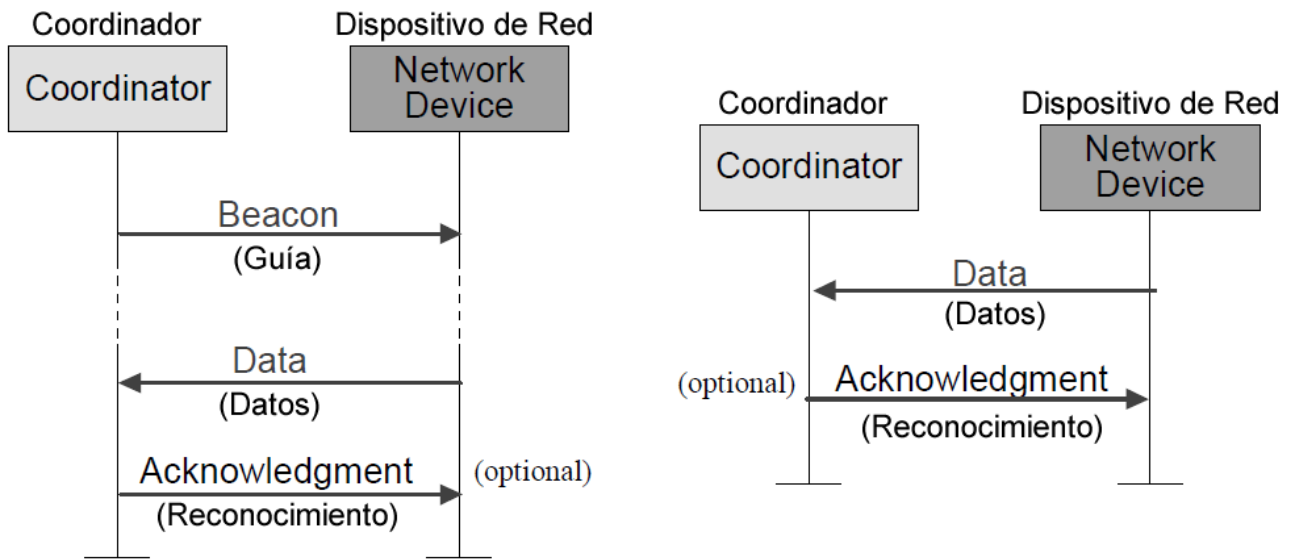 Coordinador
Dispositivo de Red
Coordinator
Network
Device
Beacon
(Guía)
Data
(Datos)
Acknowledgment
(optional)
(Reconocimiento)
Coordinador
Dispositivo de Red
Coordinator
Network
Device
Data
(Datos)
(optional)
Acknowledgment
(Reconocimiento)